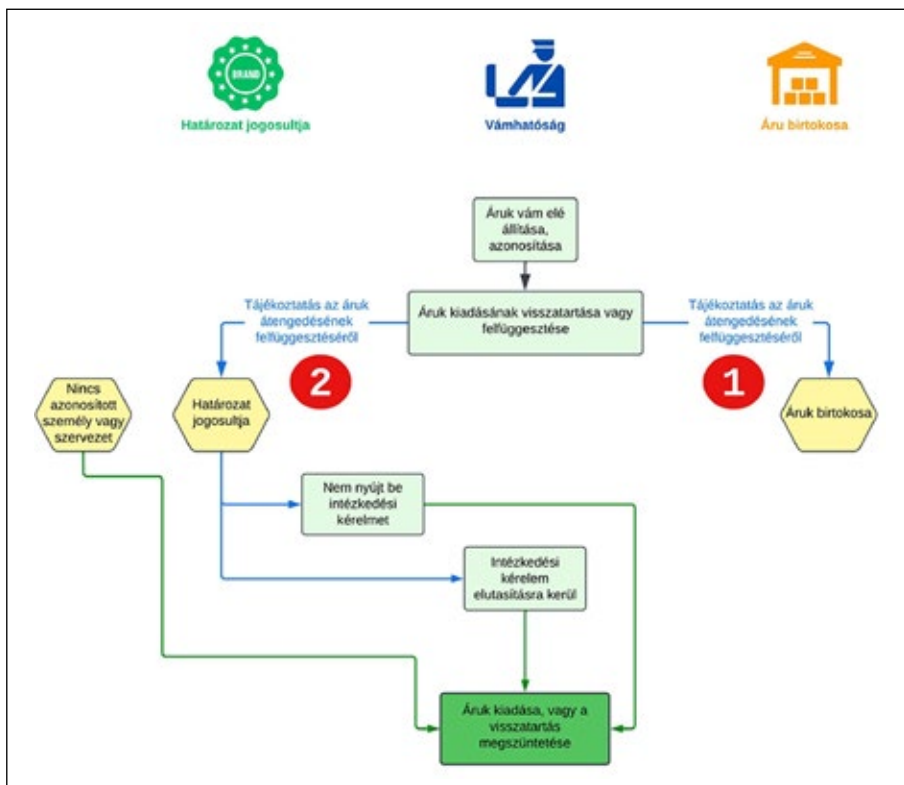 BRAND
Határozat jogosultja
Vámhatóság
Áru birtokosa
Áruk vám elé
állítása,
azonosítása
Tájékoztatás az áruk
átengedésének
felfüggesztéséről
Áruk kiadásának visszatartása vagy
felfüggesztése
Tájékoztatás az áruk
átengedésének
felfüggesztéséről
2
1
Nincs
azonosított
személy vagy
szervezet
Határozat
jogosultja
Áruk birtokosa
Nem nyújt be
intézkedési
kérelmet
Intézkedési
kérelem
elutasításra kerül
Áruk kiadása, vagy a
visszatartás
megszüntetése